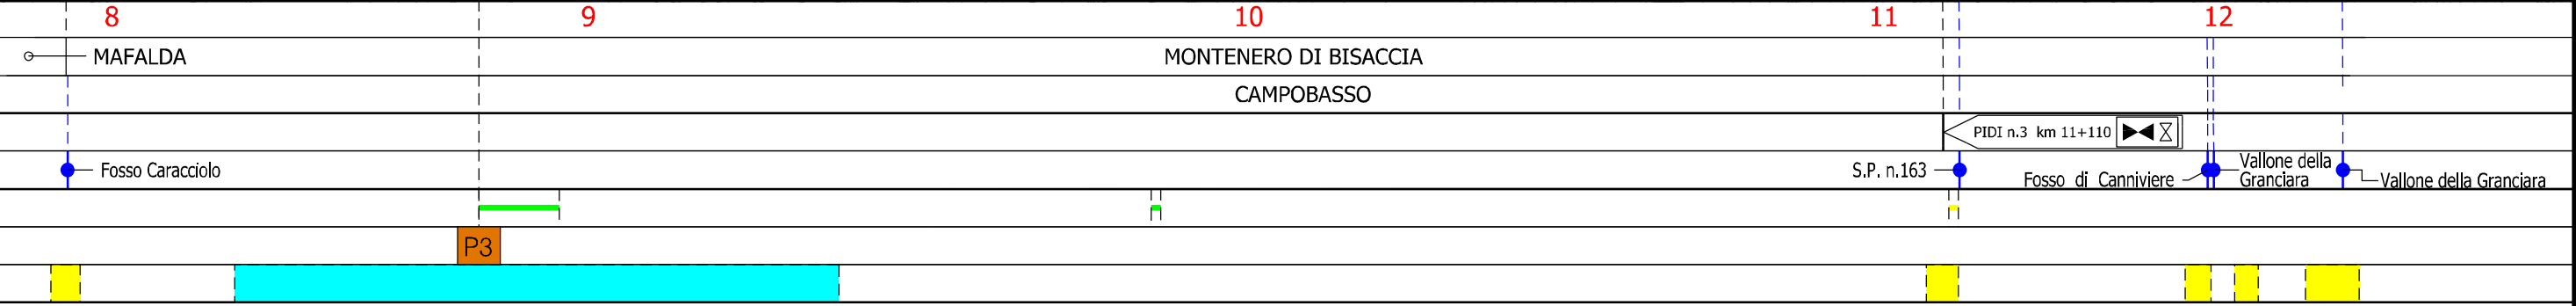 8 9 10 11 12
MAFALDA MONTENERO DI BISACCIA
CAMPOBASSO
PIDI n.3 km 11+110
Fosso Caracciolo S.P. n.163 Fosso di Canniviere Vallone della
Granciara Vallone della Granciara
P3